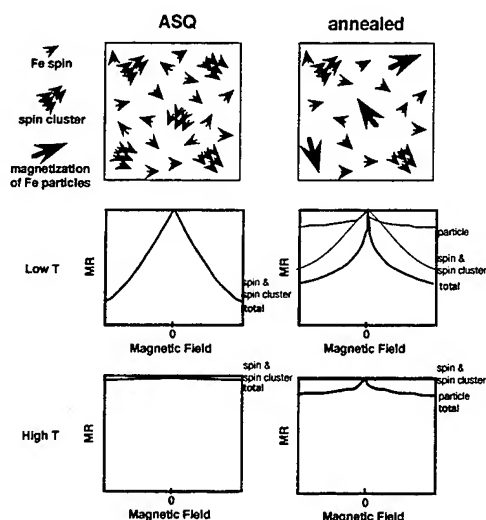 ASQ
annealed
Fe spin
spin cluster
magnetization
of Fe particles
Low T
MR
spin &
spin cluster
total
0
Magnetic Field
MR
particle
spin &
spin cluster
total
0
Magnetic Field
High T
MR
spin &
spin cluster
total
0
Magnetic Field
MR
spin &
spin cluster
particle
total
0
Magnetic Field